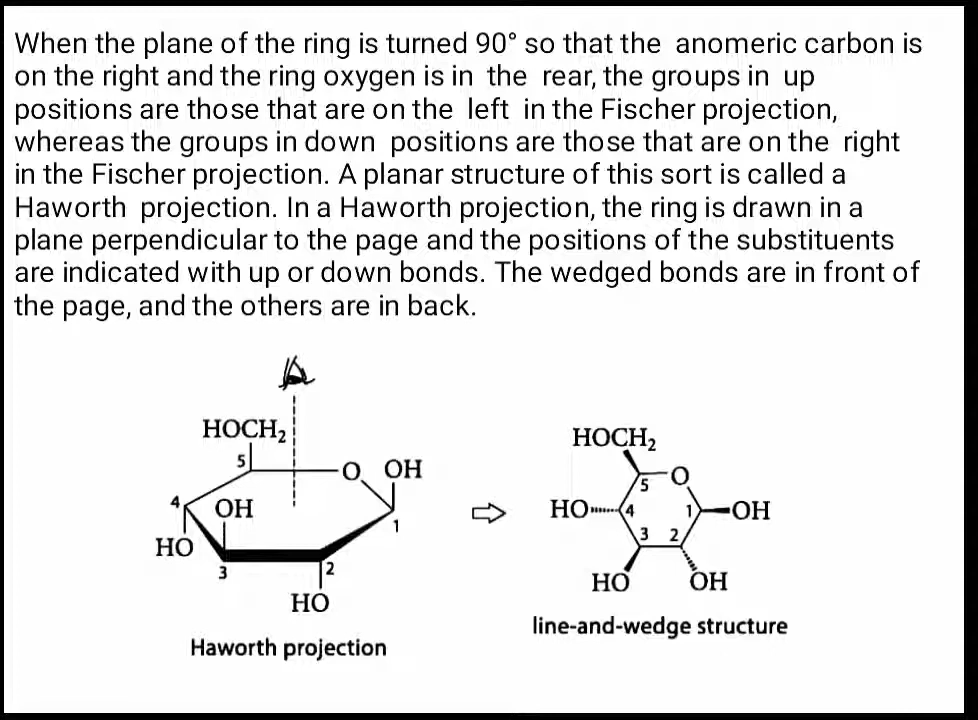 When the plane of the ring is turned 90° so that the anomeric carbon is
on the right and the ring oxygen is in the rear, the groups in up
positions are those that are on the left in the Fischer projection,
whereas the groups in down positions are those that are on the right
in the Fischer projection. A planar structure of this sort is called a
Haworth projection. In a Haworth projection, the ring is drawn in a
plane perpendicular to the page and the positions of the substituents
are indicated with up or down bonds. The wedged bonds are in front of
the page, and the others are in back.
HOCH₂
5
O OH
4
OH
1
HO
3
2
HO
Haworth projection
HOCH₂
5
O
HO
4
1
OH
3
2
HO
OH
line-and-wedge structure